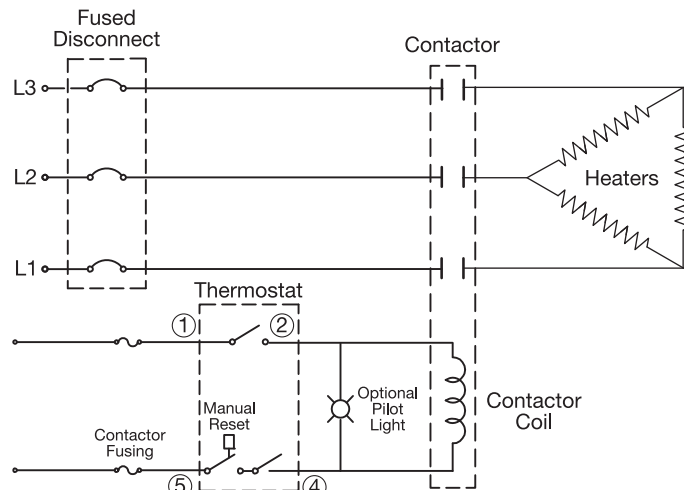 Fused
Disconnect
Contactor
L3
L2
Heaters
L1
Thermostat
1
2
Optional
Pilot
Light
Manual
Reset
Contactor
Coil
Contactor
Fusing
5
4